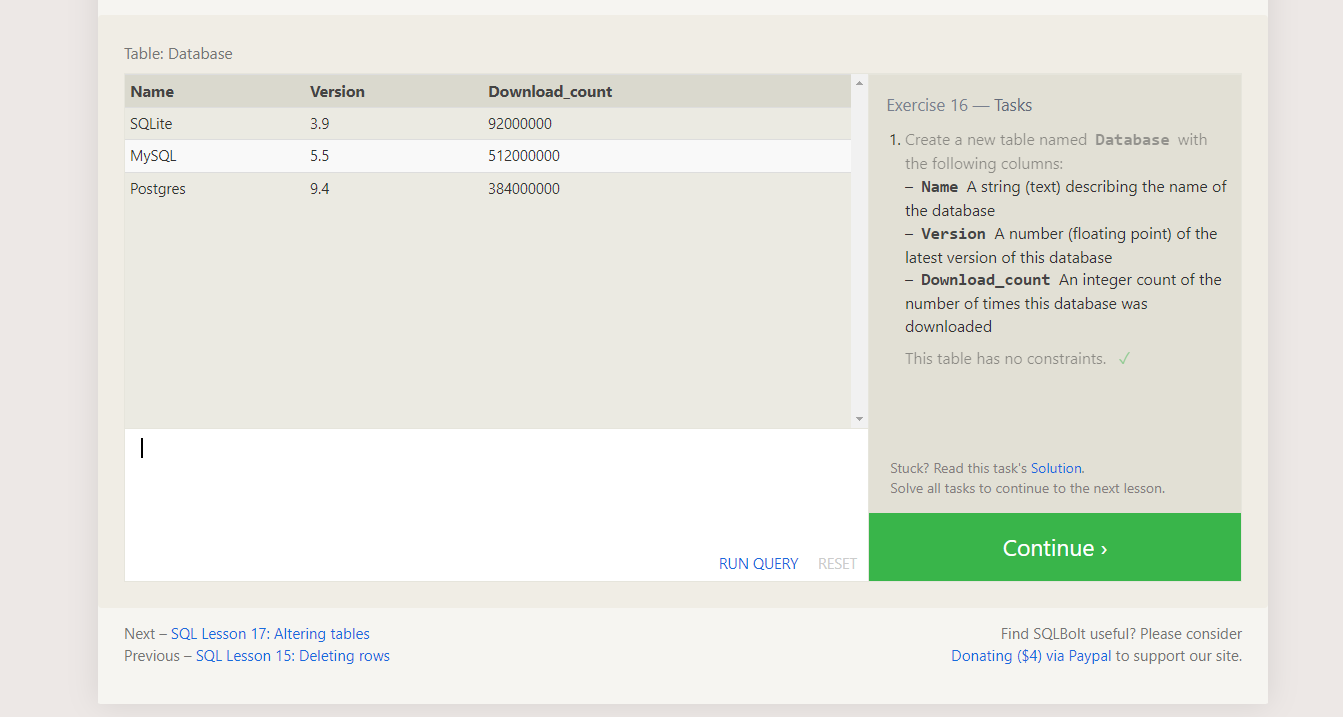 Table: Database
Name Version Download_count
SQLite 3.9 92000000
MySQL 5.5 512000000
Postgres 9.4 384000000
RUN QUERY RESET
Exercise 16 — Tasks
1. Create a new table named Database with
the following columns:
– Name A string (text) describing the name of
the database
– Version A number (floating point) of the
latest version of this database
– Download_count An integer count of the
number of times this database was
downloaded
This table has no constraints. ✓
Stuck? Read this task's Solution.
Solve all tasks to continue to the next lesson.
Continue ›
Next – SQL Lesson 17: Altering tables
Previous – SQL Lesson 15: Deleting rows
Find SQLBolt useful? Please consider
Donating ($4) via Paypal to support our site.